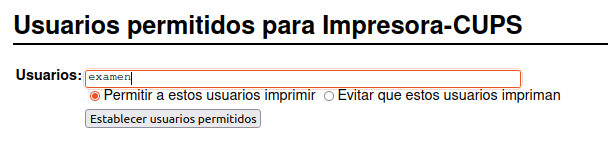 Usuarios permitidos para Impresora-CUPS
Usuarios: examen
Permitir a estos usuarios imprimir Evitar que estos usuarios impriman
Establecer usuarios permitidos